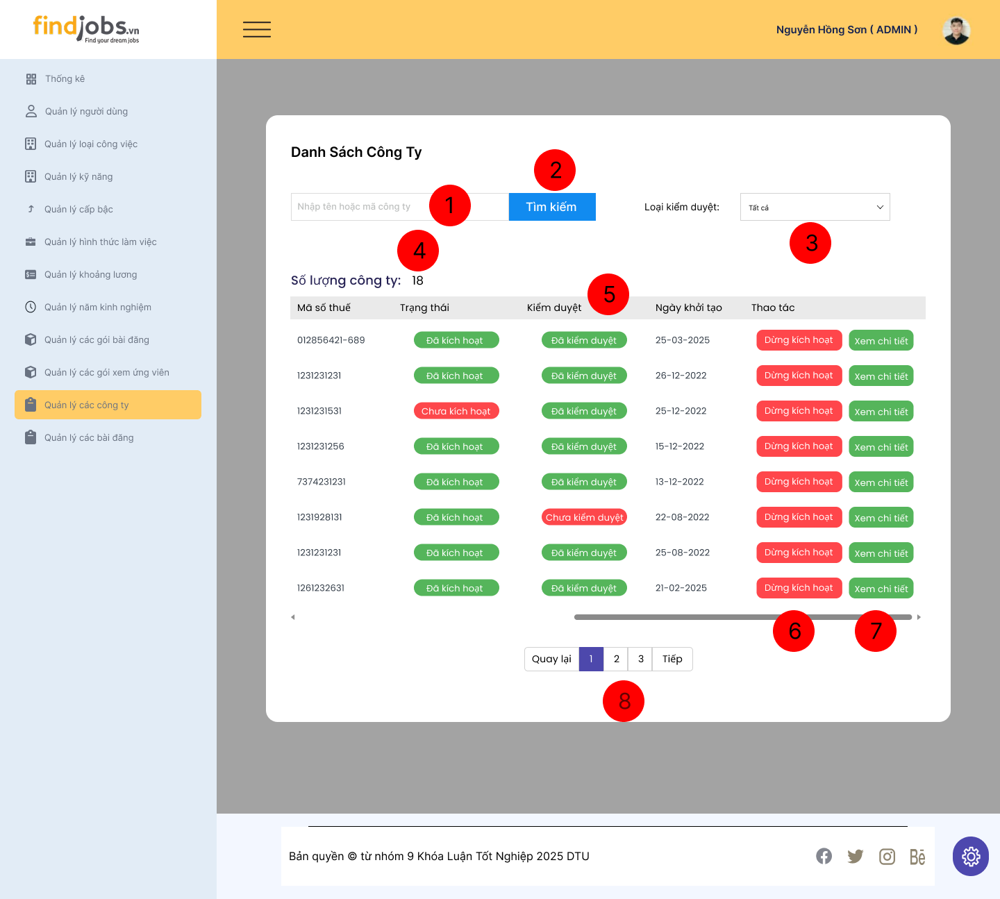 findjobs.vn
Find your dream jobs
Nguyễn Hồng Sơn ( ADMIN )
Thống kê
Quản lý người dùng
Quản lý loại công việc
Quản lý kỹ năng
Quản lý cấp bậc
Quản lý hình thức làm việc
Quản lý khoảng lương
Quản lý năm kinh nghiệm
Quản lý các gói bài đăng
Quản lý các gói xem ứng viên
Quản lý các công ty
Quản lý các bài đăng
Danh Sách Công Ty
2
Nhập tên hoặc mã công ty 1 Tìm kiếm Loại kiểm duyệt: Tất cả
3
4
Số lượng công ty: 18
5
Mã số thuế Trạng thái Kiểm duyệt Ngày khởi tạo Thao tác
012856421-689 Đã kích hoạt Đã kiểm duyệt 25-03-2025 Dừng kích hoạt Xem chi tiết
1231231231 Đã kích hoạt Đã kiểm duyệt 26-12-2022 Dừng kích hoạt Xem chi tiết
1231231531 Chưa kích hoạt Đã kiểm duyệt 25-12-2022 Dừng kích hoạt Xem chi tiết
1231231256 Đã kích hoạt Đã kiểm duyệt 15-12-2022 Dừng kích hoạt Xem chi tiết
7374231231 Đã kích hoạt Đã kiểm duyệt 13-12-2022 Dừng kích hoạt Xem chi tiết
1231928131 Đã kích hoạt Chưa kiểm duyệt 22-08-2022 Dừng kích hoạt Xem chi tiết
1231231231 Đã kích hoạt Đã kiểm duyệt 25-08-2022 Dừng kích hoạt Xem chi tiết
1261232631 Đã kích hoạt Đã kiểm duyệt 21-02-2025 Dừng kích hoạt Xem chi tiết
6 7
Quay lại 1 2 3 Tiếp
8
Bản quyền © từ nhóm 9 Khóa Luận Tốt Nghiệp 2025 DTU
Bē